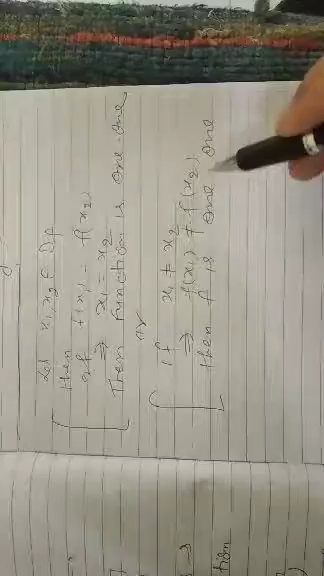 Let x1, x2 ∈ Df
then
if f(x1) = f(x2)
⇒ x1 = x2
Then Function is one-one
or
If x1 ≠ x2
⇒ f(x1) ≠ f(x2)
then f is one one